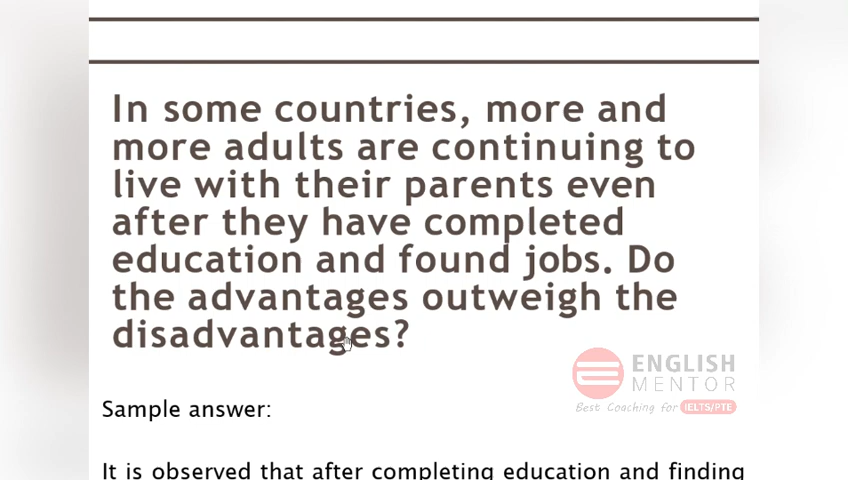 In some countries, more and
more adults are continuing to
live with their parents even
after they have completed
education and found jobs. Do
the advantages outweigh the
disadvantages?
ENGLISH
MENTOR
Best Coaching for IELTS/PTE
Sample answer:
It is observed that after completing education and finding